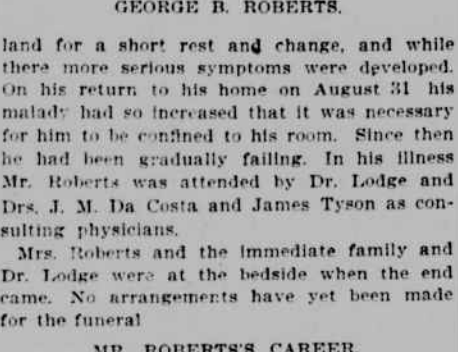 GEORGE B. ROBERTS.
land for a short rest and change, and while
there more serious symptoms were developed.
On his return to his home on August 31 his
malady had so increased that it was necessary
for him to be confined to his room. Since then
he had been gradually failing. In his illness
Mr. Roberts was attended by Dr. Lodge and
Drs. J. M. Da Costa and James Tyson as con-
sulting physicians.
Mrs. Roberts and the immediate family and
Dr. Lodge were at the bedside when the end
came. No arrangements have yet been made
for the funeral
MR. ROBERTS'S CAREER.